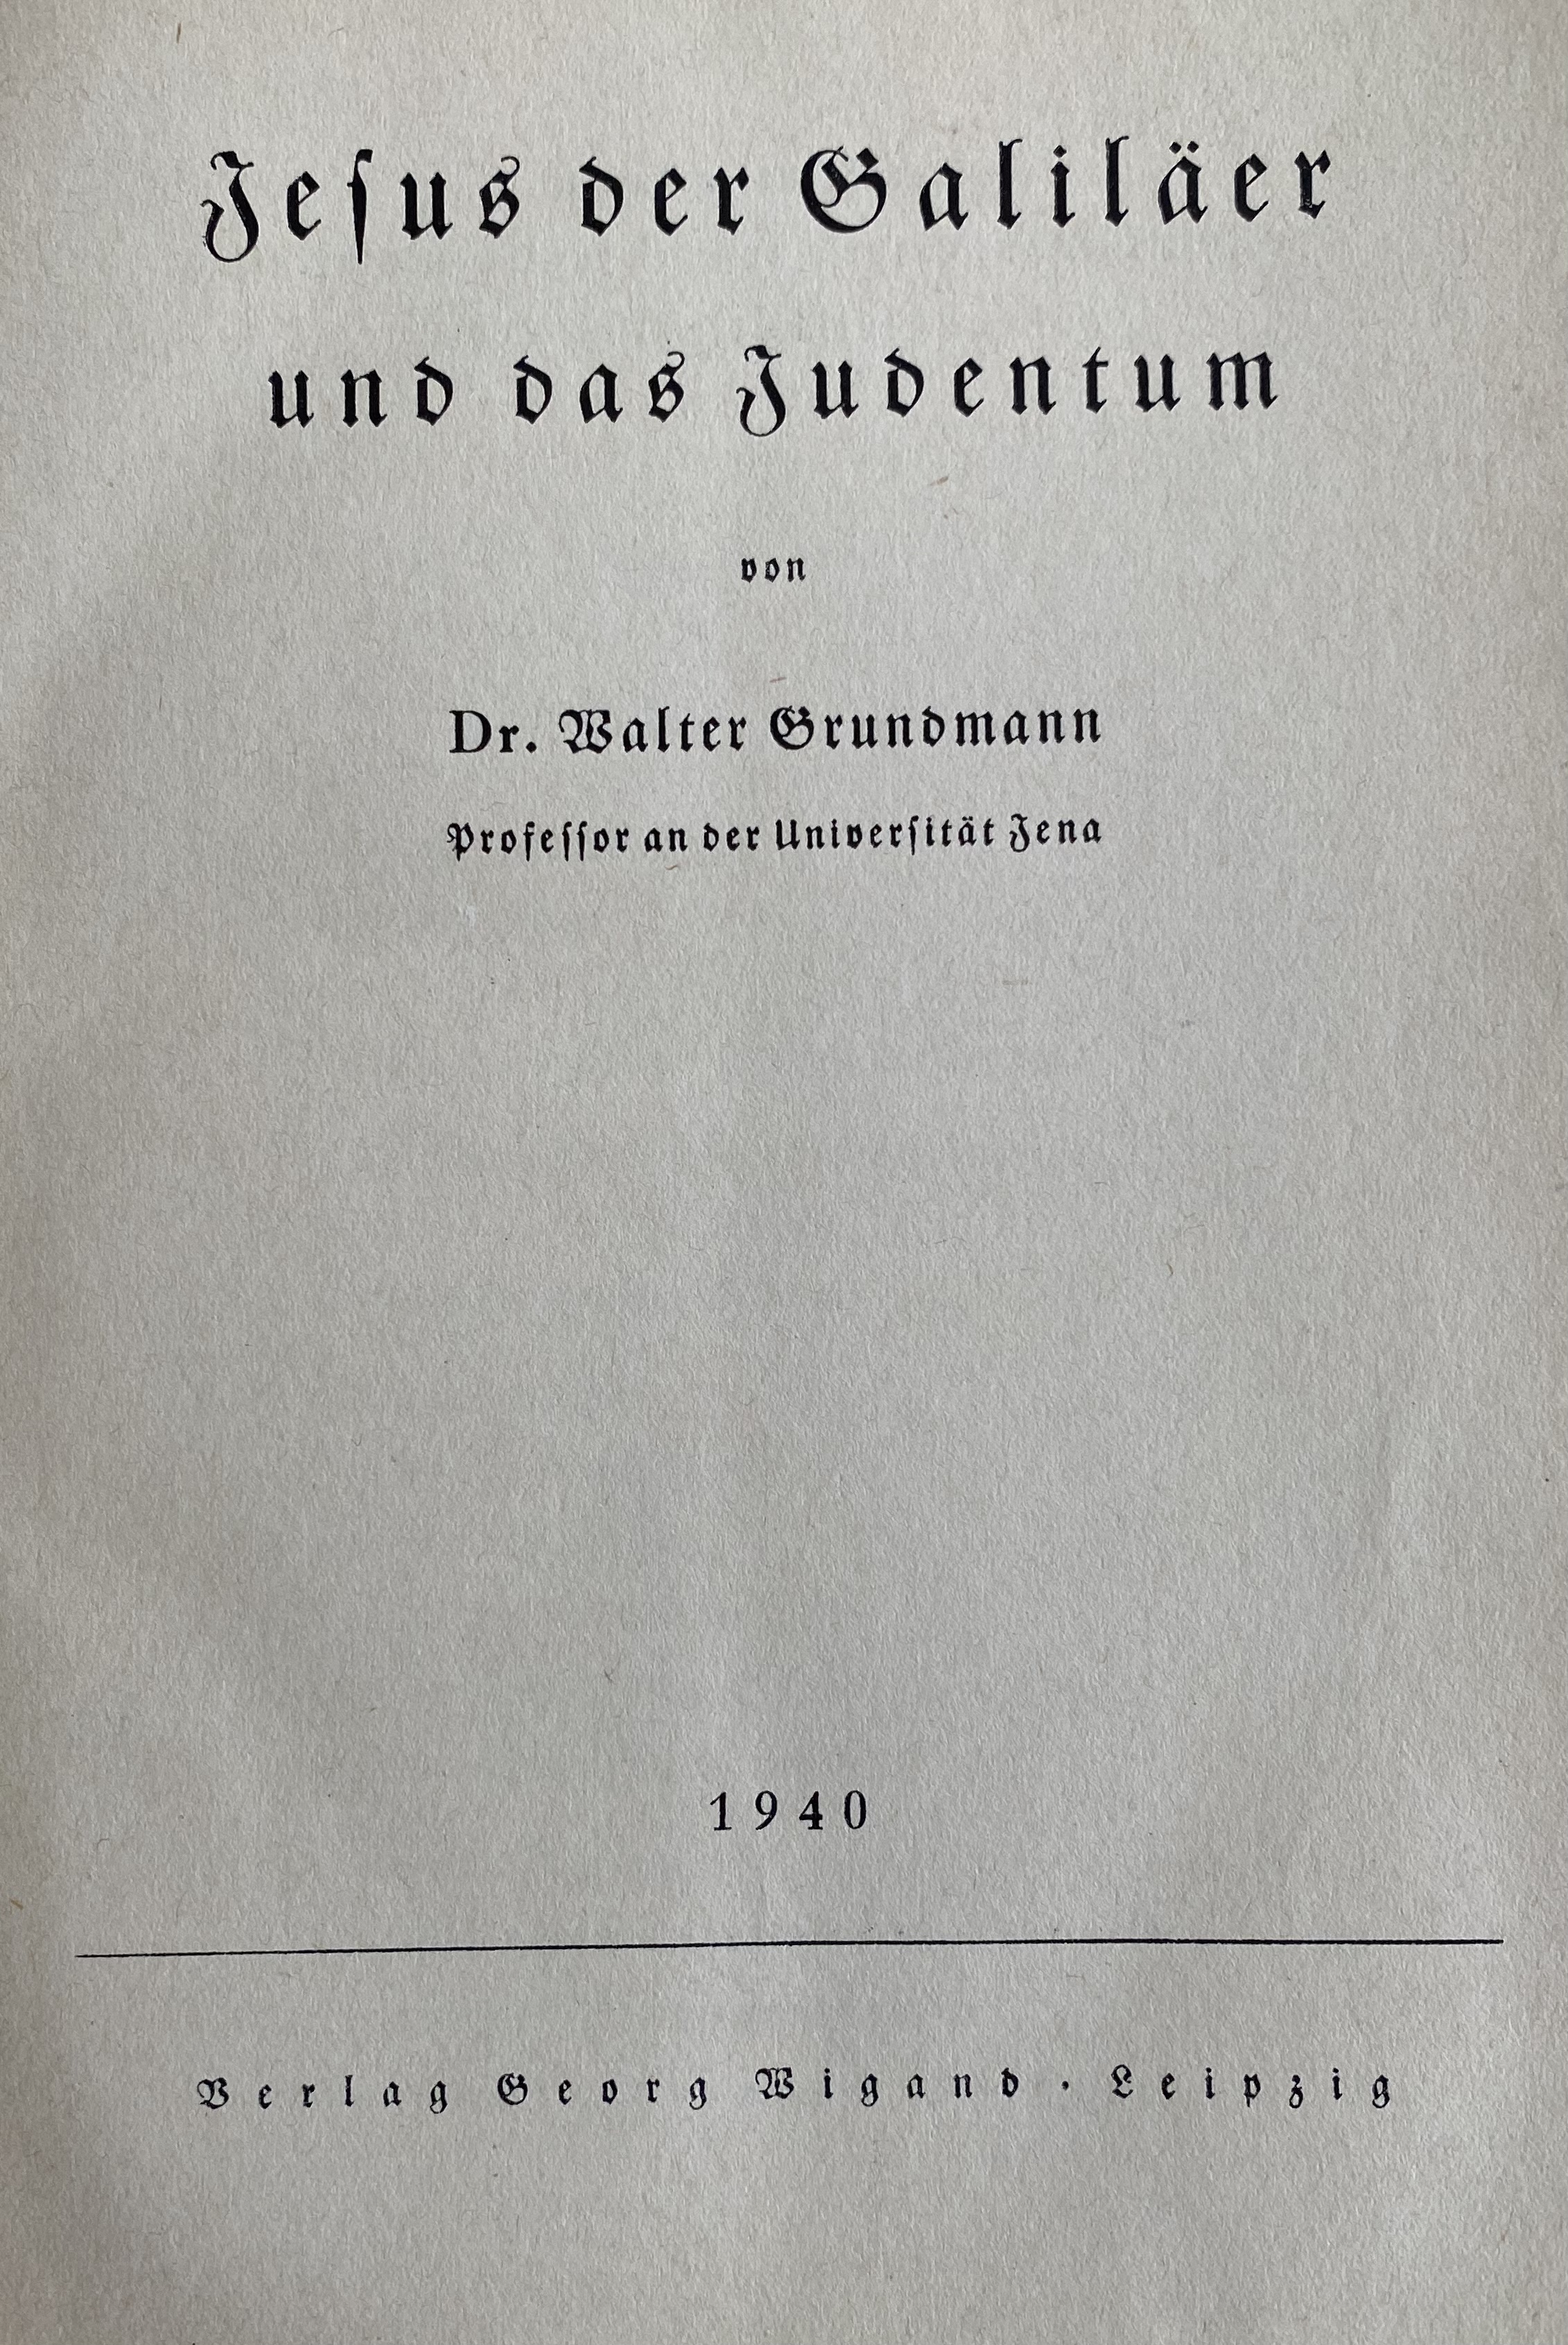 Jeſus der Galiläer
und das Judentum
von
Dr. Walter Grundmann
Profeſſor an der Univerſität Jena
1940
Verlag Georg Wigand · Leipzig